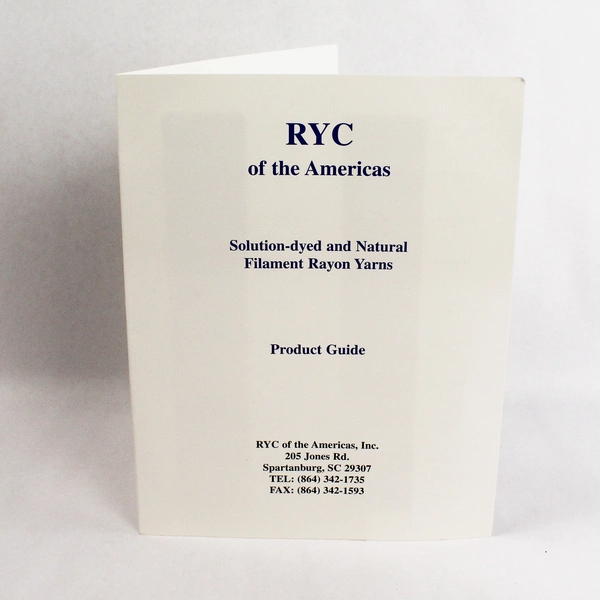 RYC
of the Americas
Solution-dyed and Natural
Filament Rayon Yarns
Product Guide
RYC of the Americas, Inc.
205 Jones Rd.
Spartanburg, SC 29307
TEL: (864) 342-1735
FAX: (864) 342-1593